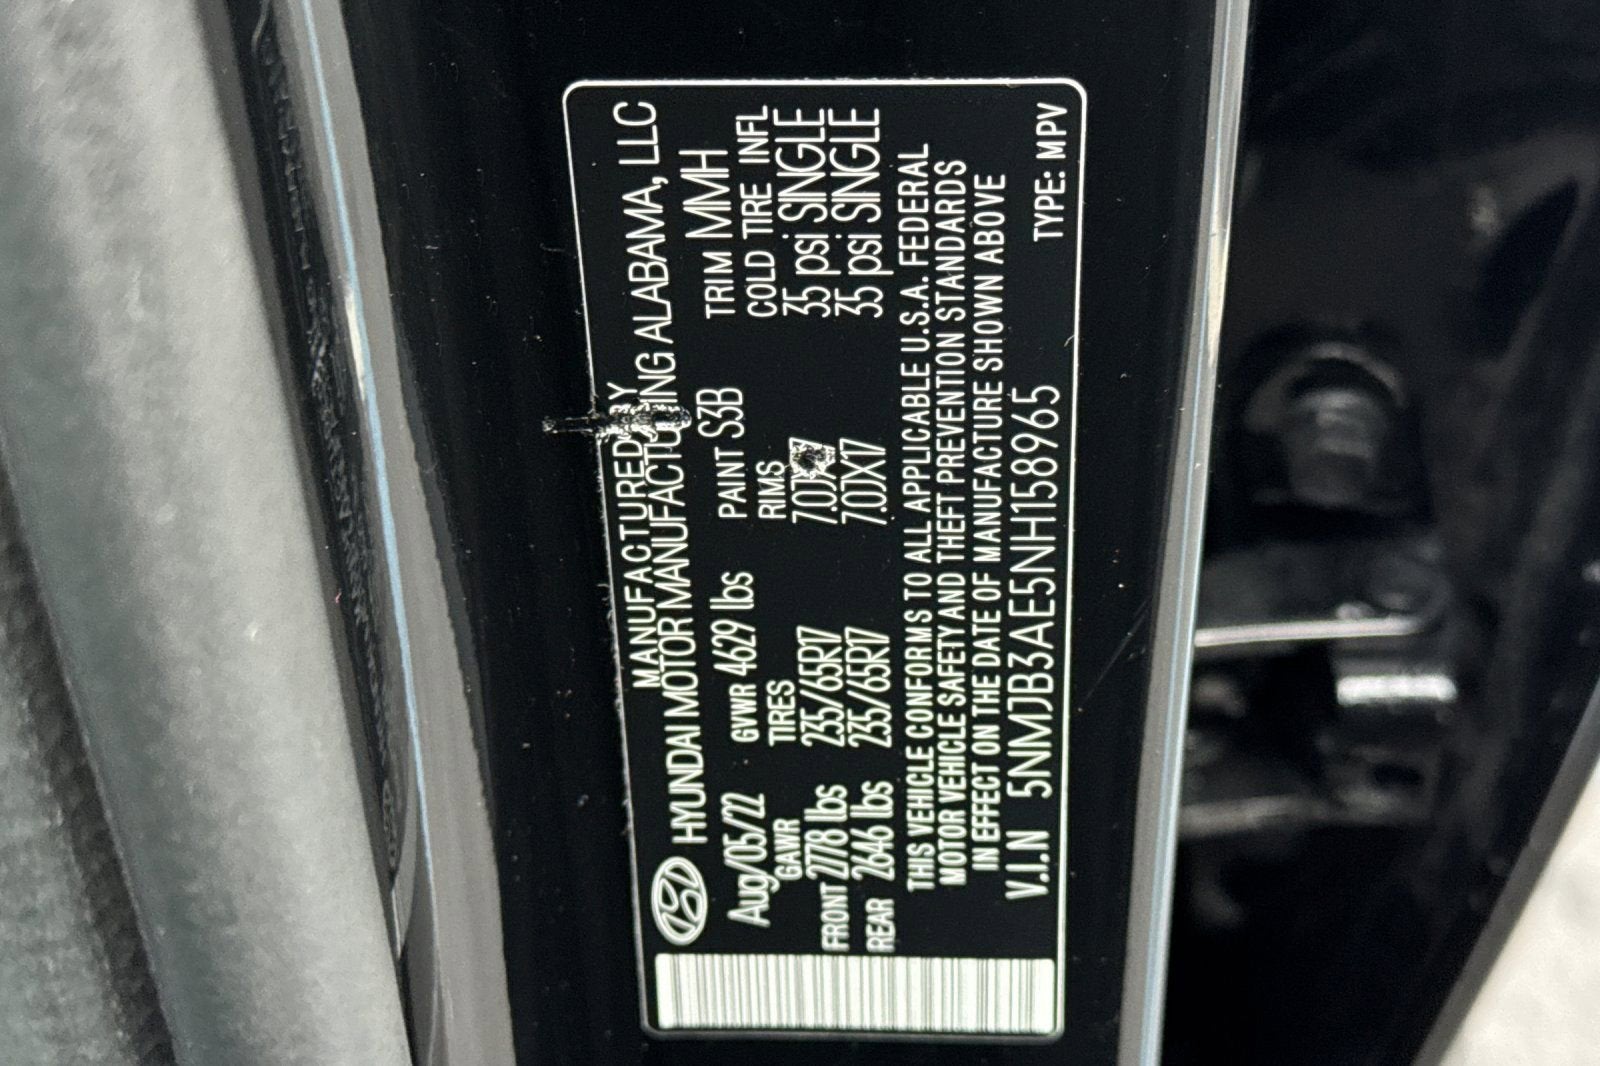 MANUFACTURED BY
HYUNDAI MOTOR MANUFACTURING ALABAMA, LLC
Aug/05/22 GVWR 4629 lbs PAINT S3B TRIM MMH
GAWR TIRES RIMS COLD TIRE INFL
FRONT 2778 lbs 235/65R17 7.0JX17 35 psi SINGLE
REAR 2646 lbs 235/65R17 7.0JX17 35 psi SINGLE
THIS VEHICLE CONFORMS TO ALL APPLICABLE U.S.A. FEDERAL
MOTOR VEHICLE SAFETY AND THEFT PREVENTION STANDARDS
IN EFFECT ON THE DATE OF MANUFACTURE SHOWN ABOVE
V.I.N 5NMJB3AE5NH158965 TYPE: MPV